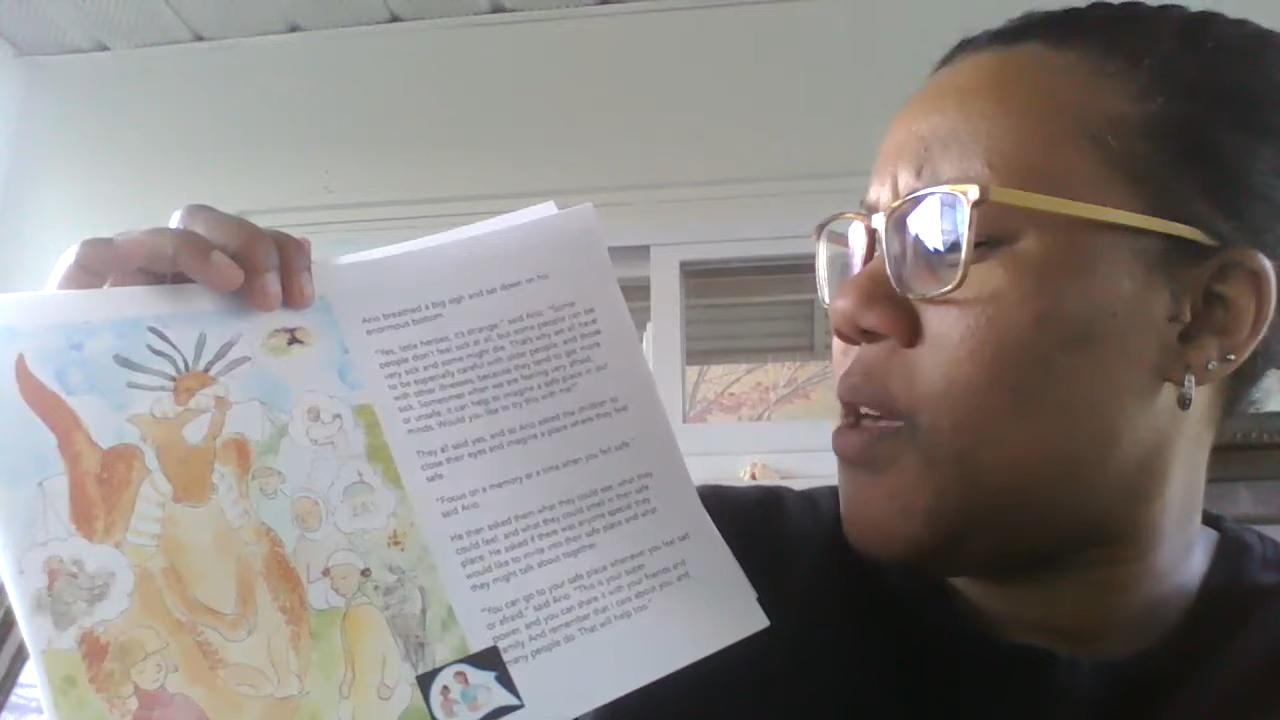 Ario breathed a big sigh and sat down on his
enormous bottom.
"Yes, little heroes, it's strange," said Ario. "Some
people don't feel sick at all, but some people can be
very sick and some might die. That's why we all have
to be especially careful with older people, and those
with other illnesses, because they tend to get more
sick. Sometimes when we are feeling very afraid,
or unsafe, it can help to imagine a safe place in our
minds. Would you like to try this with me?"
They all said yes, and so Ario asked the children to
close their eyes and imagine a place where they felt
safe.
"Focus on a memory or a time when you felt safe,"
said Ario.
He then asked them what they could see, what they
could feel, and what they could smell in their safe
place. He asked if there was anyone special they
would like to invite into their safe place and what
they might talk about together.
"You can go to your safe place whenever you feel sad
or afraid," said Ario. "This is your super
power, and you can share it with your friends and
family. And remember that I care about you, and
many people do. That will help too."